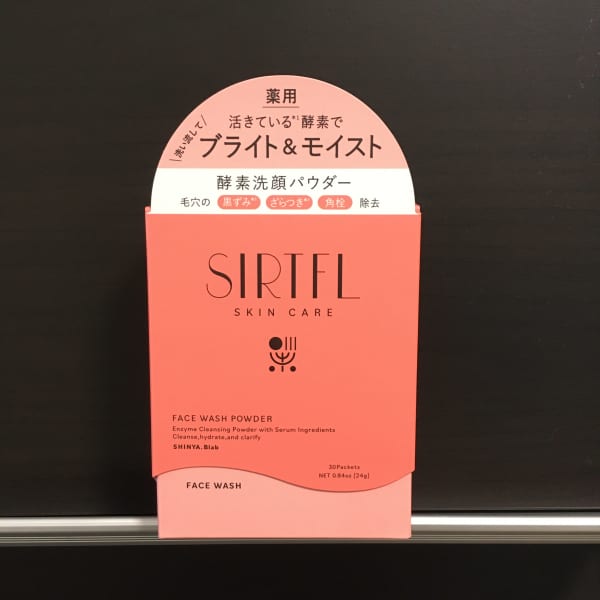 薬用
洗い流して
活きている※1酵素で
ブライト&モイスト
酵素洗顔パウダー
毛穴の 黒ずみ※2 ざらつき※2 角栓 除去
SIRTFL
SKIN CARE
FACE WASH POWDER
Enzyme Cleansing Powder with Serum Ingredients
Cleanse,hydrate,and clarify
SHINYA.Blab
30Packets
NET 0.84oz [24g]
FACE WASH